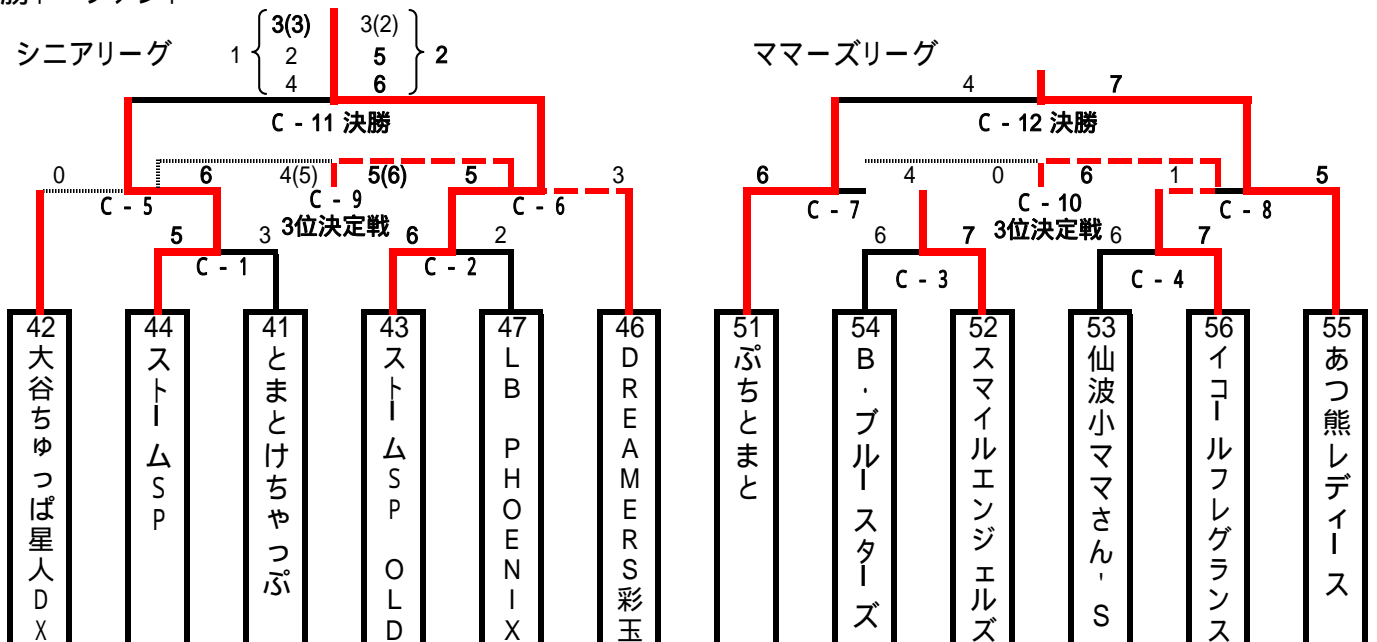 シニアリーグ
1 3(3) 3(2)
2 5 2
4 6
C - 11 決勝
0 6 4(5) 5(6) 5 3
C - 5 C - 9 C - 6
3位決定戦
5 3 6 2
C - 1 C - 2
42 大谷ちゅっぱ星人DX
44 ストームSP
41 とまとけちゃっぷ
43 ストームSP OLD
47 LB PHOENIX
46 DREAMERS彩玉
ママーズリーグ
4 7
C - 12 決勝
6 4 0 6 1 5
C - 7 C - 10 C - 8
3位決定戦
6 7 6 7
C - 3 C - 4
51 ぷちとまと
54 B・ブルースターズ
52 スマイルエンジェルズ
53 仙波小ママさん'S
56 イコールフレグランス
55 あつ熊レディース